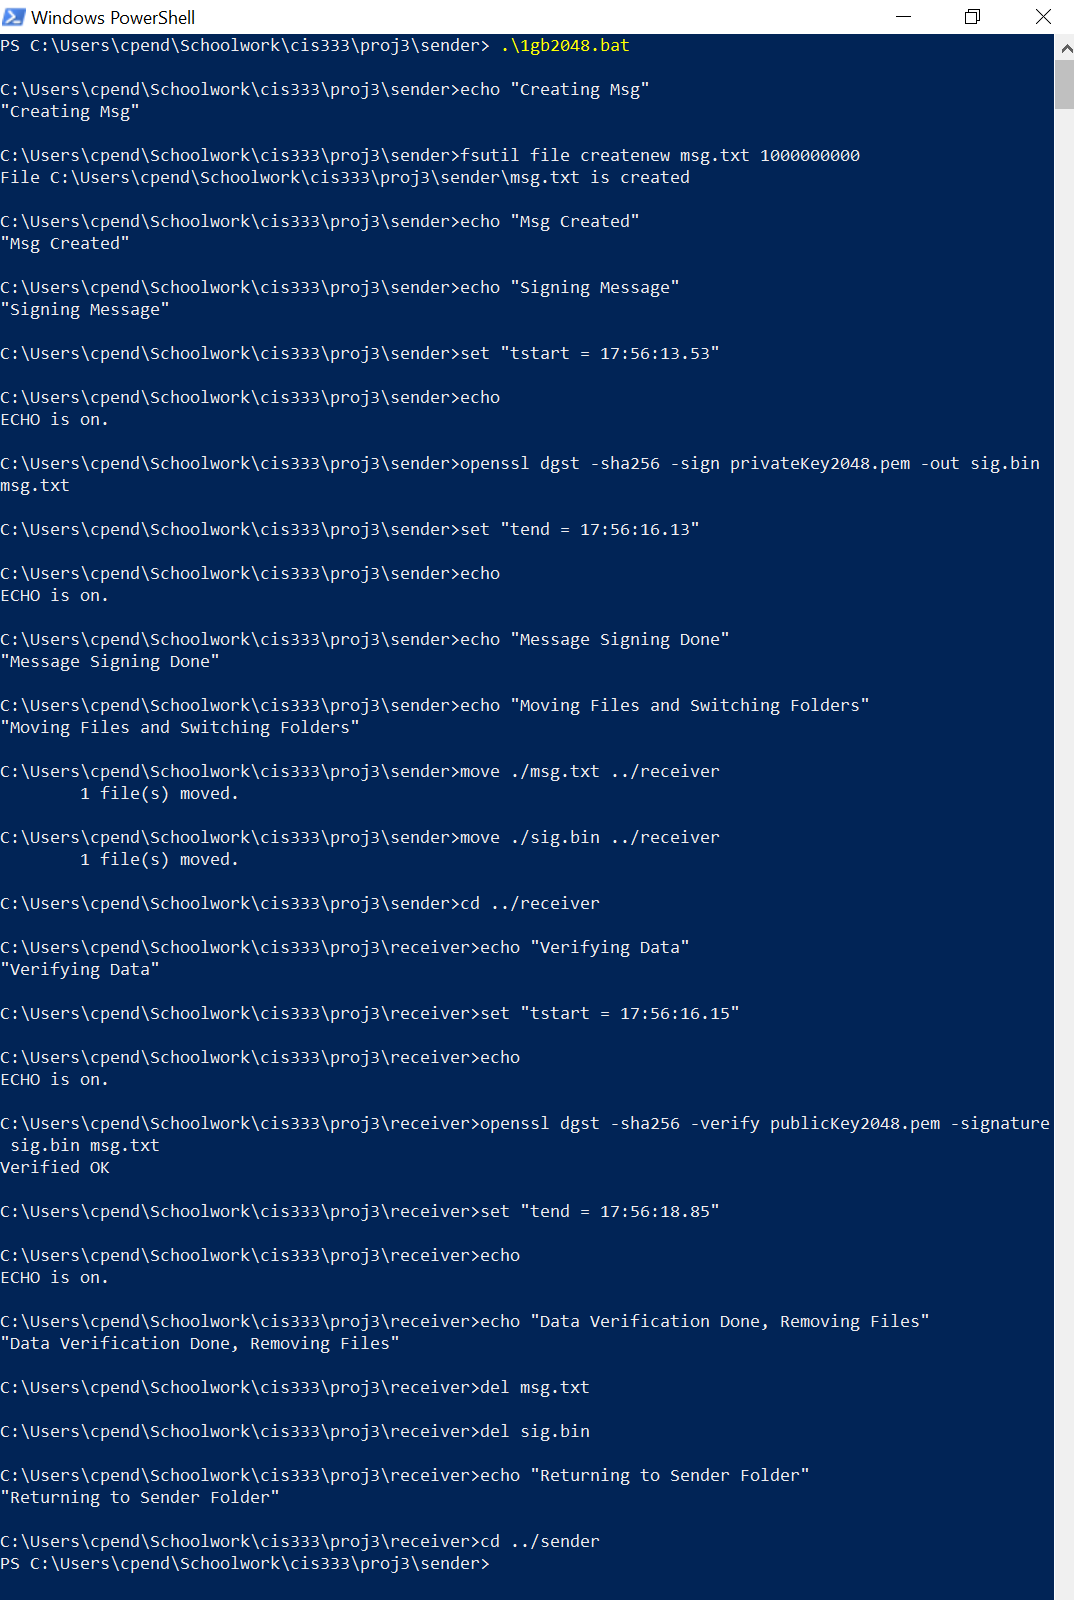 Windows PowerShell
PS C:\Users\cpend\Schoolwork\cis333\proj3\sender> .\1gb2048.bat
C:\Users\cpend\Schoolwork\cis333\proj3\sender>echo "Creating Msg"
"Creating Msg"
C:\Users\cpend\Schoolwork\cis333\proj3\sender>fsutil file createnew msg.txt 1000000000
File C:\Users\cpend\Schoolwork\cis333\proj3\sender\msg.txt is created
C:\Users\cpend\Schoolwork\cis333\proj3\sender>echo "Msg Created"
"Msg Created"
C:\Users\cpend\Schoolwork\cis333\proj3\sender>echo "Signing Message"
"Signing Message"
C:\Users\cpend\Schoolwork\cis333\proj3\sender>set "tstart = 17:56:13.53"
C:\Users\cpend\Schoolwork\cis333\proj3\sender>echo
ECHO is on.
C:\Users\cpend\Schoolwork\cis333\proj3\sender>openssl dgst -sha256 -sign privateKey2048.pem -out sig.bin
msg.txt
C:\Users\cpend\Schoolwork\cis333\proj3\sender>set "tend = 17:56:16.13"
C:\Users\cpend\Schoolwork\cis333\proj3\sender>echo
ECHO is on.
C:\Users\cpend\Schoolwork\cis333\proj3\sender>echo "Message Signing Done"
"Message Signing Done"
C:\Users\cpend\Schoolwork\cis333\proj3\sender>echo "Moving Files and Switching Folders"
"Moving Files and Switching Folders"
C:\Users\cpend\Schoolwork\cis333\proj3\sender>move ./msg.txt ../receiver
        1 file(s) moved.
C:\Users\cpend\Schoolwork\cis333\proj3\sender>move ./sig.bin ../receiver
        1 file(s) moved.
C:\Users\cpend\Schoolwork\cis333\proj3\sender>cd ../receiver
C:\Users\cpend\Schoolwork\cis333\proj3\receiver>echo "Verifying Data"
"Verifying Data"
C:\Users\cpend\Schoolwork\cis333\proj3\receiver>set "tstart = 17:56:16.15"
C:\Users\cpend\Schoolwork\cis333\proj3\receiver>echo
ECHO is on.
C:\Users\cpend\Schoolwork\cis333\proj3\receiver>openssl dgst -sha256 -verify publicKey2048.pem -signature
 sig.bin msg.txt
Verified OK
C:\Users\cpend\Schoolwork\cis333\proj3\receiver>set "tend = 17:56:18.85"
C:\Users\cpend\Schoolwork\cis333\proj3\receiver>echo
ECHO is on.
C:\Users\cpend\Schoolwork\cis333\proj3\receiver>echo "Data Verification Done, Removing Files"
"Data Verification Done, Removing Files"
C:\Users\cpend\Schoolwork\cis333\proj3\receiver>del msg.txt
C:\Users\cpend\Schoolwork\cis333\proj3\receiver>del sig.bin
C:\Users\cpend\Schoolwork\cis333\proj3\receiver>echo "Returning to Sender Folder"
"Returning to Sender Folder"
C:\Users\cpend\Schoolwork\cis333\proj3\receiver>cd ../sender
PS C:\Users\cpend\Schoolwork\cis333\proj3\sender>